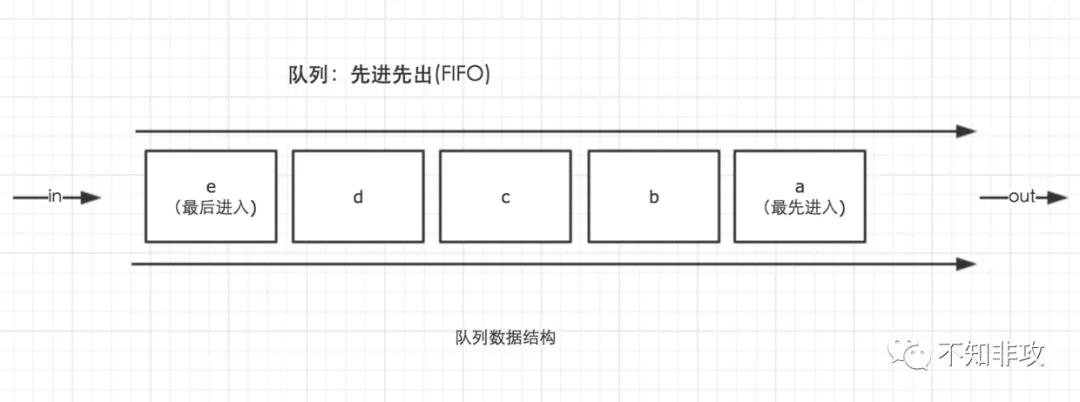 队列：先进先出(FIFO)
in
e
（最后进入)
d
c
b
a
（最先进入)
out
队列数据结构
不知非攻